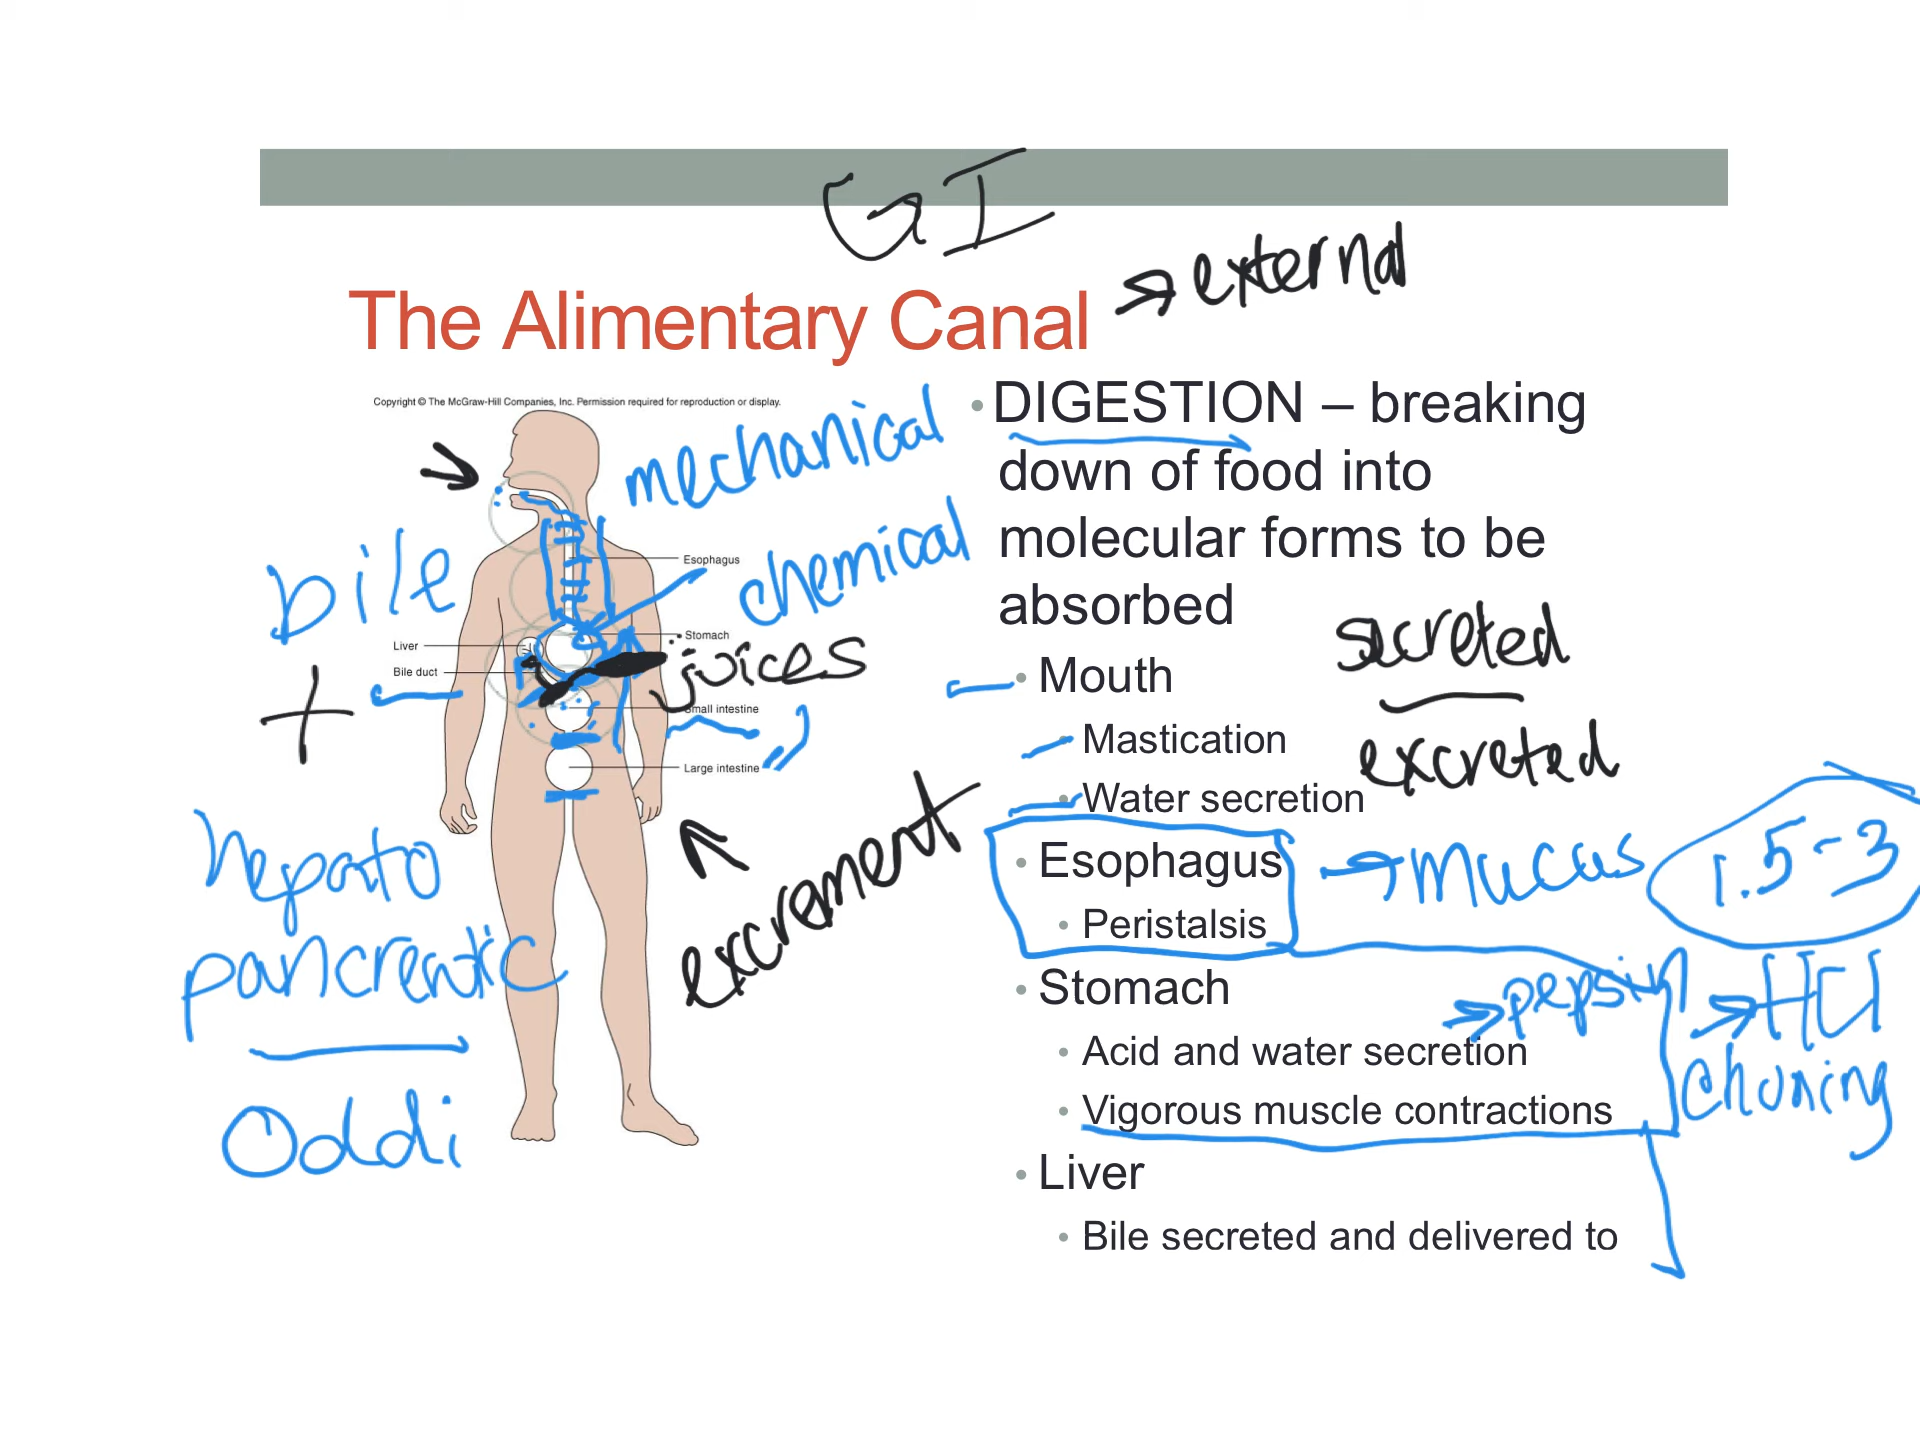 GI
→ external
The Alimentary Canal
Copyright © The McGraw-Hill Companies, Inc. Permission required for reproduction or display.
mechanical
chemical
bile
+
hepato
pancreatic
Oddi
juices
excrement
Esophagus
Stomach
Liver
Bile duct
Small intestine
Large intestine
• DIGESTION – breaking
down of food into
molecular forms to be
absorbed
secreted
excreted
• Mouth
• Mastication
• Water secretion
• Esophagus → mucus 1.5-3
• Peristalsis
• Stomach → pepsin → HCl
• Acid and water secretion
churning
• Vigorous muscle contractions
• Liver
• Bile secreted and delivered to